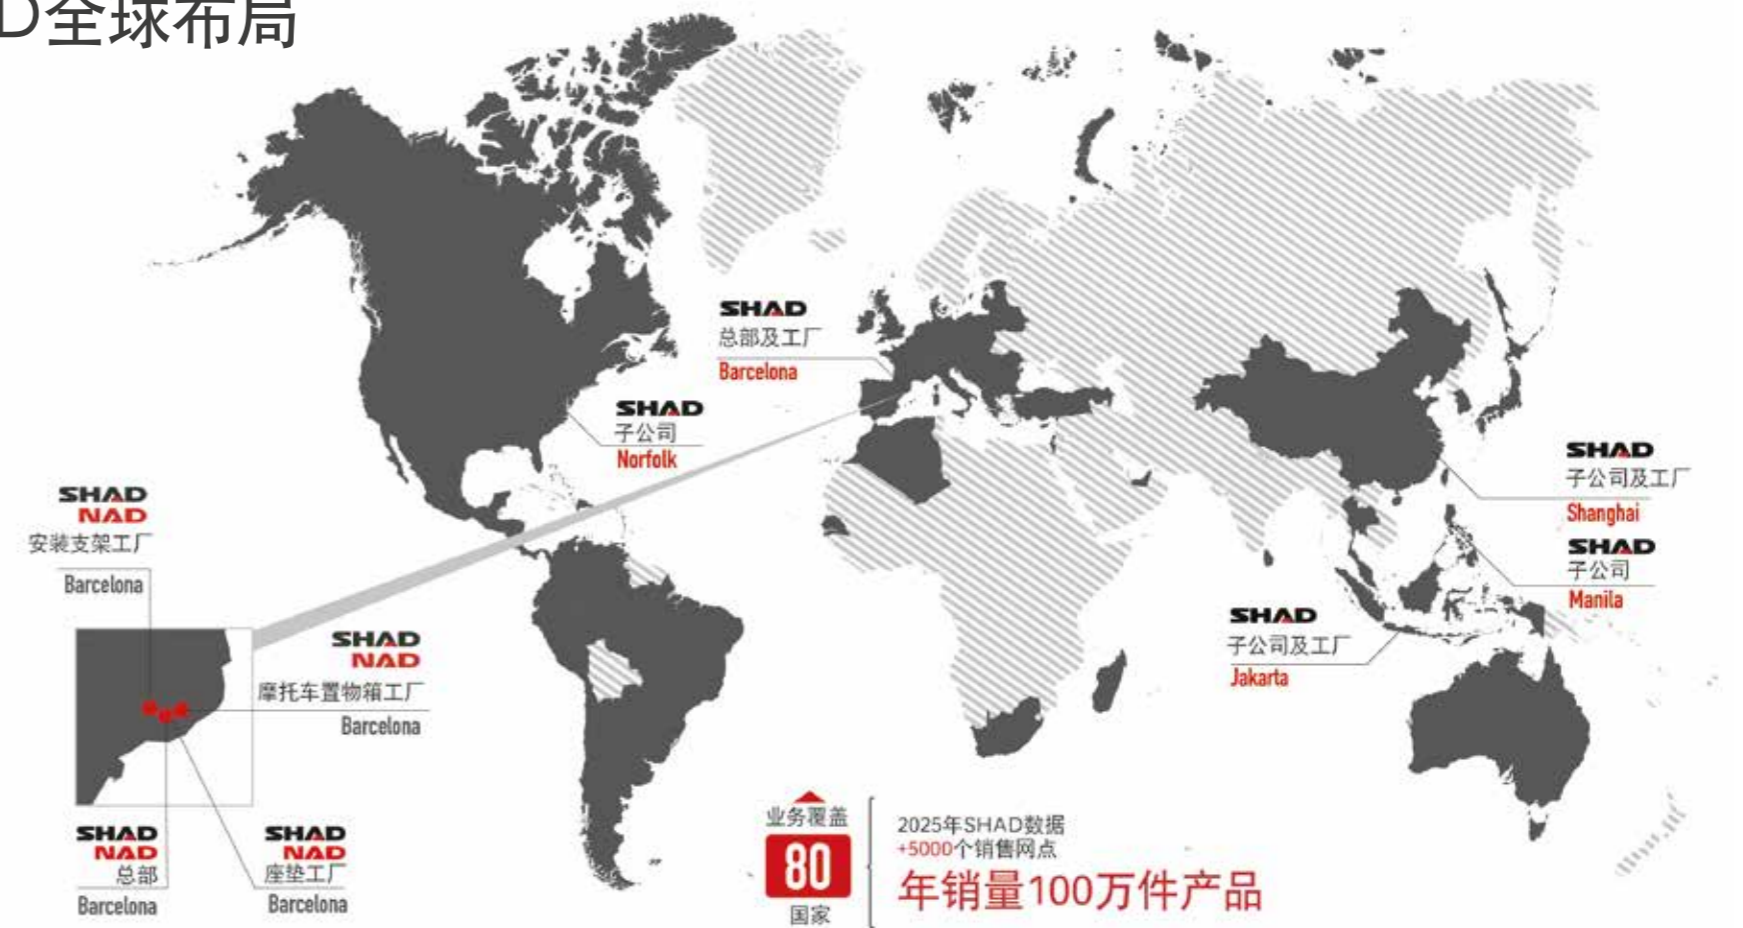 D全球布局
SHAD
总部及工厂
Barcelona
SHAD
子公司
Norfolk
SHAD
子公司及工厂
Shanghai
SHAD
子公司
Manila
SHAD
子公司及工厂
Jakarta
SHAD
NAD
安装支架工厂
Barcelona
SHAD
NAD
摩托车置物箱工厂
Barcelona
SHAD
NAD
总部
Barcelona
SHAD
NAD
座垫工厂
Barcelona
业务覆盖
80
国家
2025年SHAD数据
+5000个销售网点
年销量100万件产品